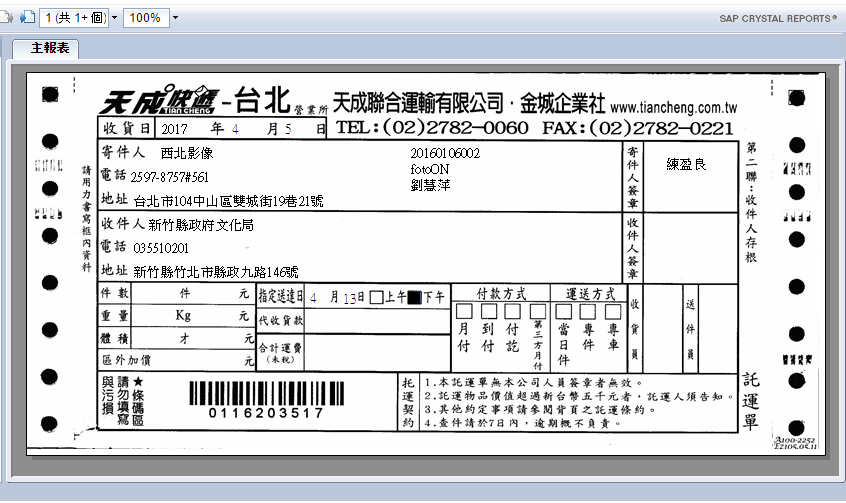 1 (共 1+ 個)
100%
SAP CRYSTAL REPORTS®
主報表
天成快遞 TIAN CHENG -台北 營業所 天成聯合運輸有限公司．金城企業社 www.tiancheng.com.tw
收貨日 2017 年 4 月 5 日 TEL:(02)2782-0060 FAX:(02)2782-0221
寄件人 西北影像 20160106002
fotoON
電話 2597-8757#561 劉慧萍
地址 台北市104中山區雙城街19巷21號
寄件人簽章 練盈良
收件人 新竹縣政府文化局
電話 035510201
地址 新竹縣竹北市縣政九路146號
收件人簽章
件數 件 元
重量 Kg 元
體積 才 元
區外加價 元
指定送達日 4 月 13日 上午 下午
代收貨款
合計運費
(未稅)
付款方式
月付 到付 付訖 第三方月付
運送方式
當日件 專件 專車
收貨員
送件員
★條碼區
請勿填寫
與污損
0116203517
託運契約
1.本託運單無本公司人員簽章者無效。
2.託運物品價值超過新台幣五千元者，託運人須告知。
3.其他約定事項請參閱背頁之託運條約。
4.查件請於7日內，逾期概不負責。
請用力書寫框內資料
第二聯：收件人存根
託運單
A100-2252
EZ105.05.11